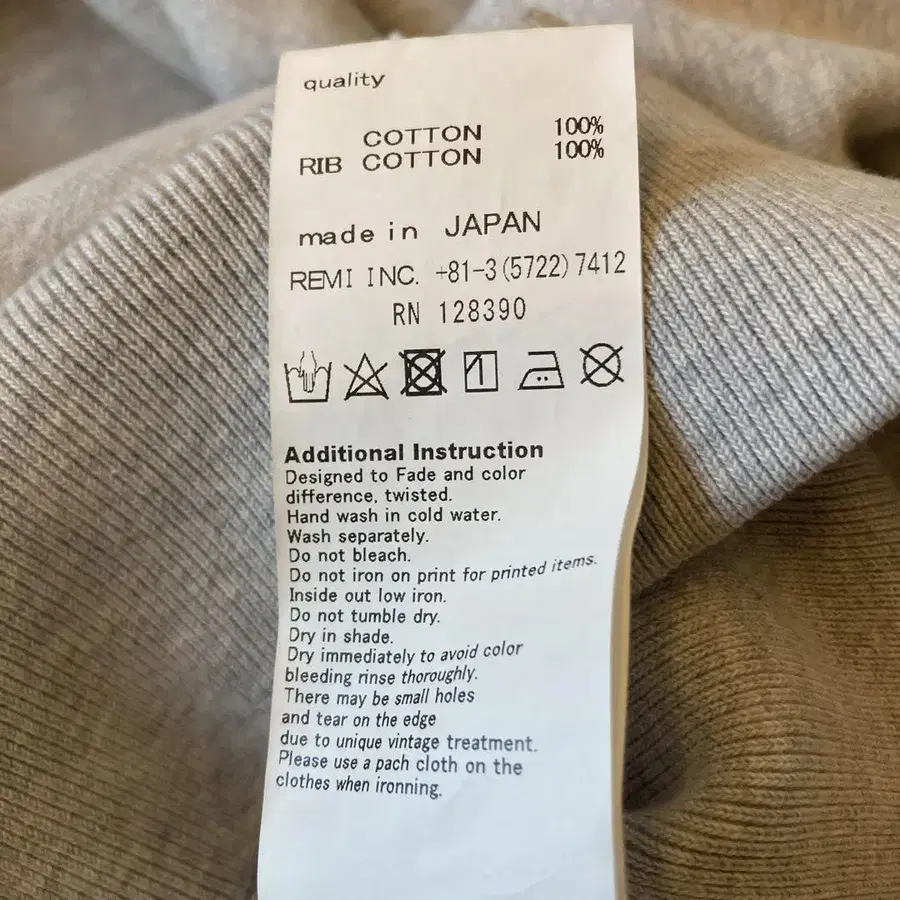 quality
COTTON 100%
RIB COTTON 100%
made in JAPAN
REMI INC. +81-3(5722)7412
RN 128390
Additional Instruction
Designed to Fade and color
difference, twisted.
Hand wash in cold water.
Wash separately.
Do not bleach.
Do not iron on print for printed items.
Inside out low iron.
Do not tumble dry.
Dry in shade.
Dry immediately to avoid color
bleeding rinse thoroughly.
There may be small holes
and tear on the edge
due to unique vintage treatment.
Please use a pach cloth on the
clothes when ironning.